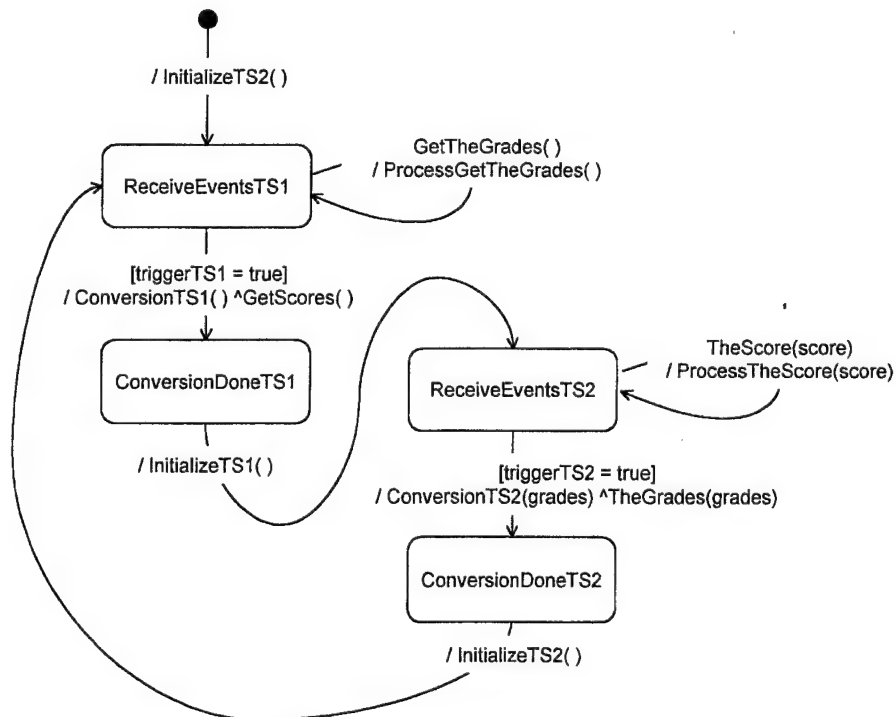 / InitializeTS2( )
GetTheGrades( )
/ ProcessGetTheGrades( )
ReceiveEventsTS1
[triggerTS1 = true]
/ ConversionTS1( ) ^GetScores( )
ConversionDoneTS1
/ InitializeTS1( )
TheScore(score)
/ ProcessTheScore(score)
ReceiveEventsTS2
[triggerTS2 = true]
/ ConversionTS2(grades) ^TheGrades(grades)
ConversionDoneTS2
/ InitializeTS2( )